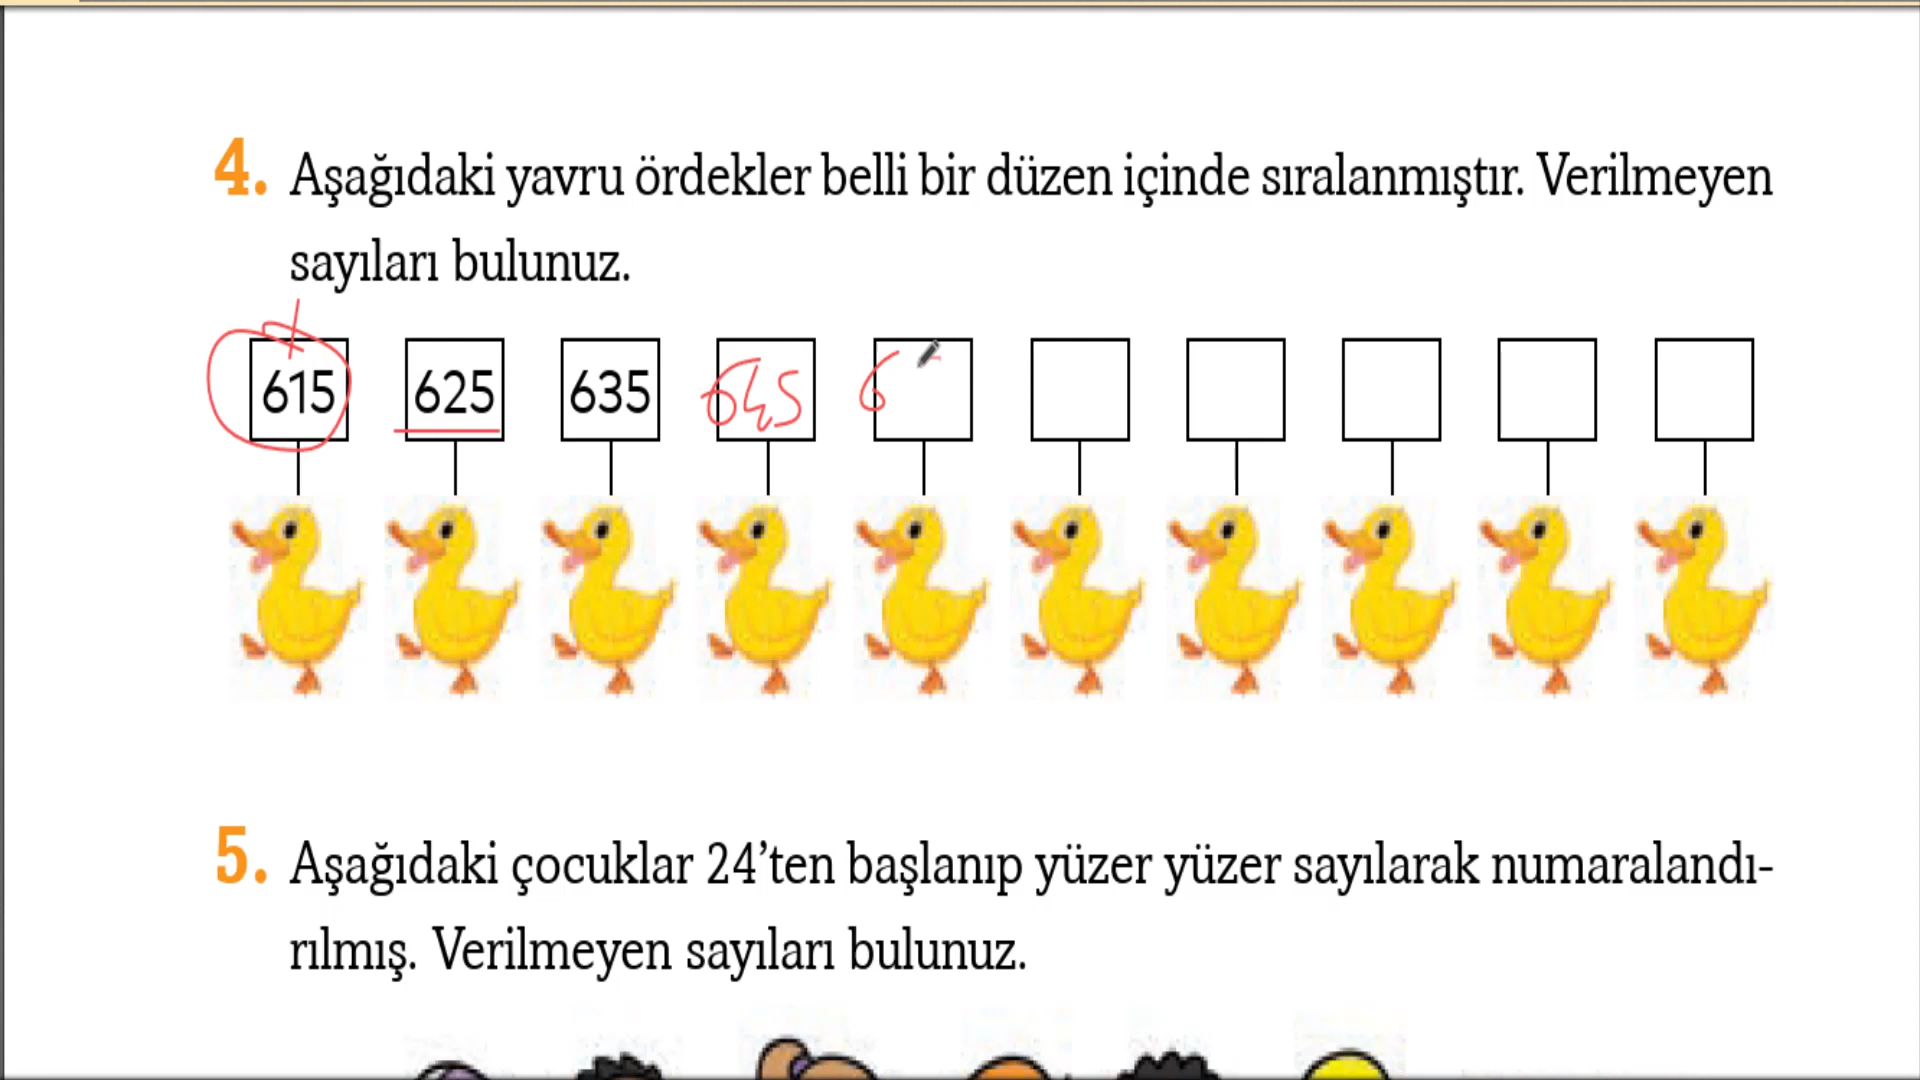 4. Aşağıdaki yavru ördekler belli bir düzen içinde sıralanmıştır. Verilmeyen
sayıları bulunuz.
615 625 635 645 6
5. Aşağıdaki çocuklar 24’ten başlanıp yüzer yüzer sayılarak numaralandı-
rılmış. Verilmeyen sayıları bulunuz.